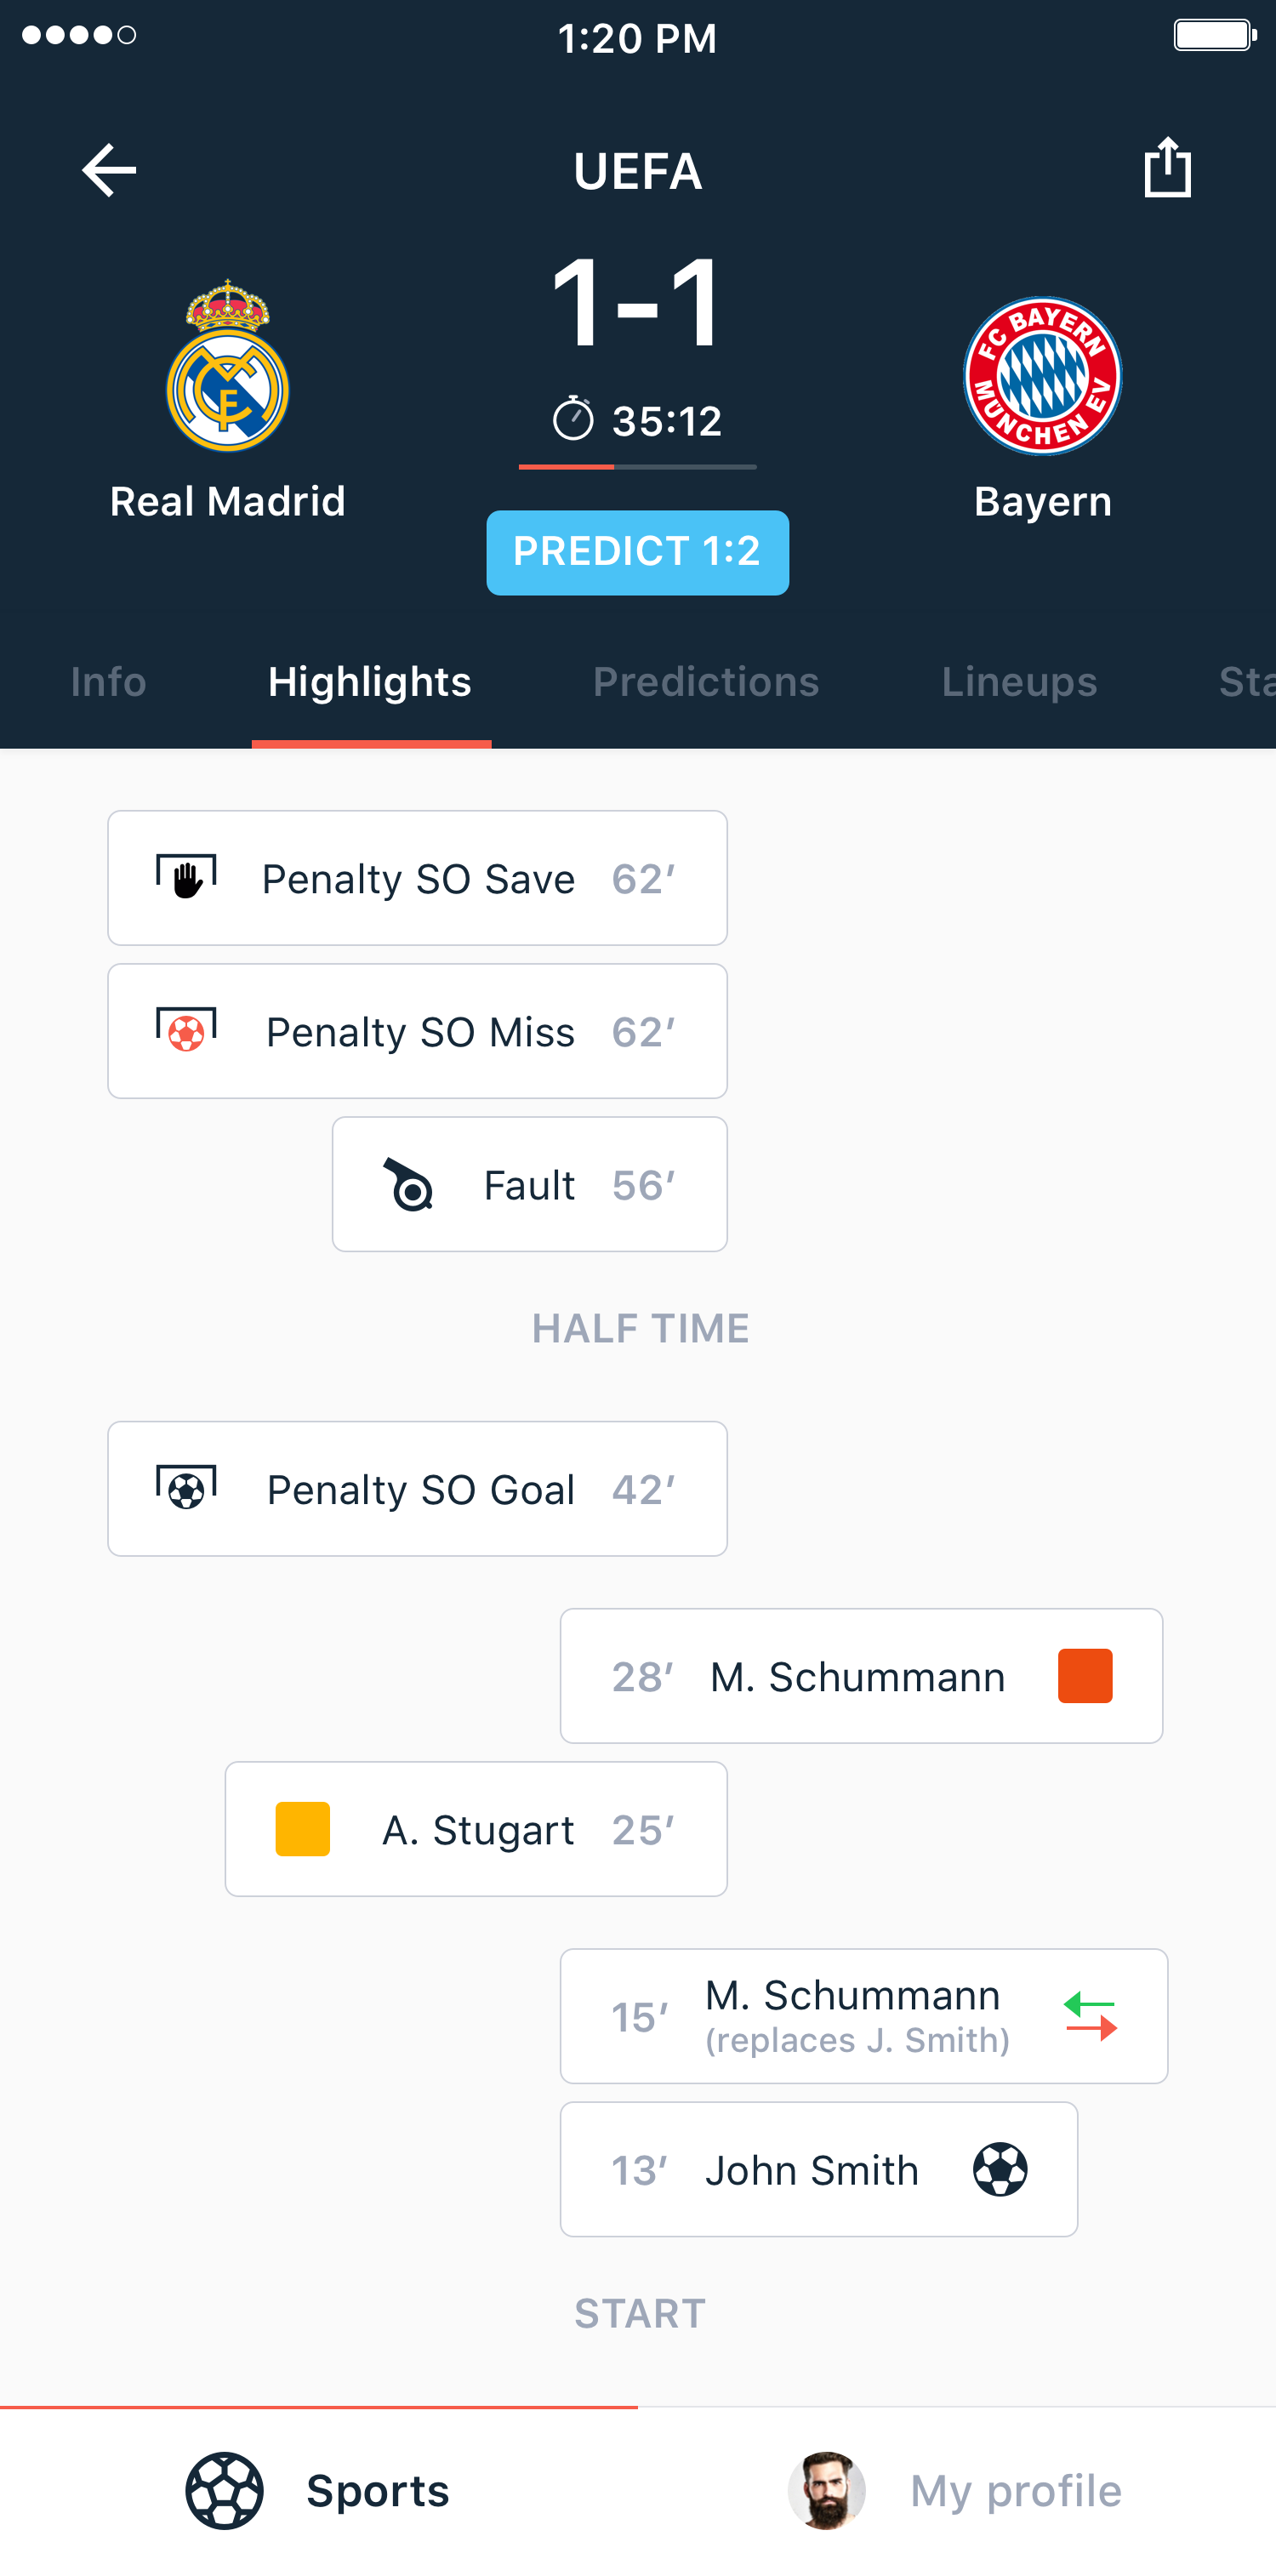 1:20 PM
UEFA
1-1
FC BAYERN
MÜNCHEN EV
35:12
Real Madrid
Bayern
PREDICT 1:2
Info Highlights Predictions Lineups Sta
Penalty SO Save 62’
Penalty SO Miss 62’
Fault 56’
HALF TIME
Penalty SO Goal 42’
28’ M. Schummann
A. Stugart 25’
15’ M. Schummann
(replaces J. Smith)
13’ John Smith
START
Sports My profile